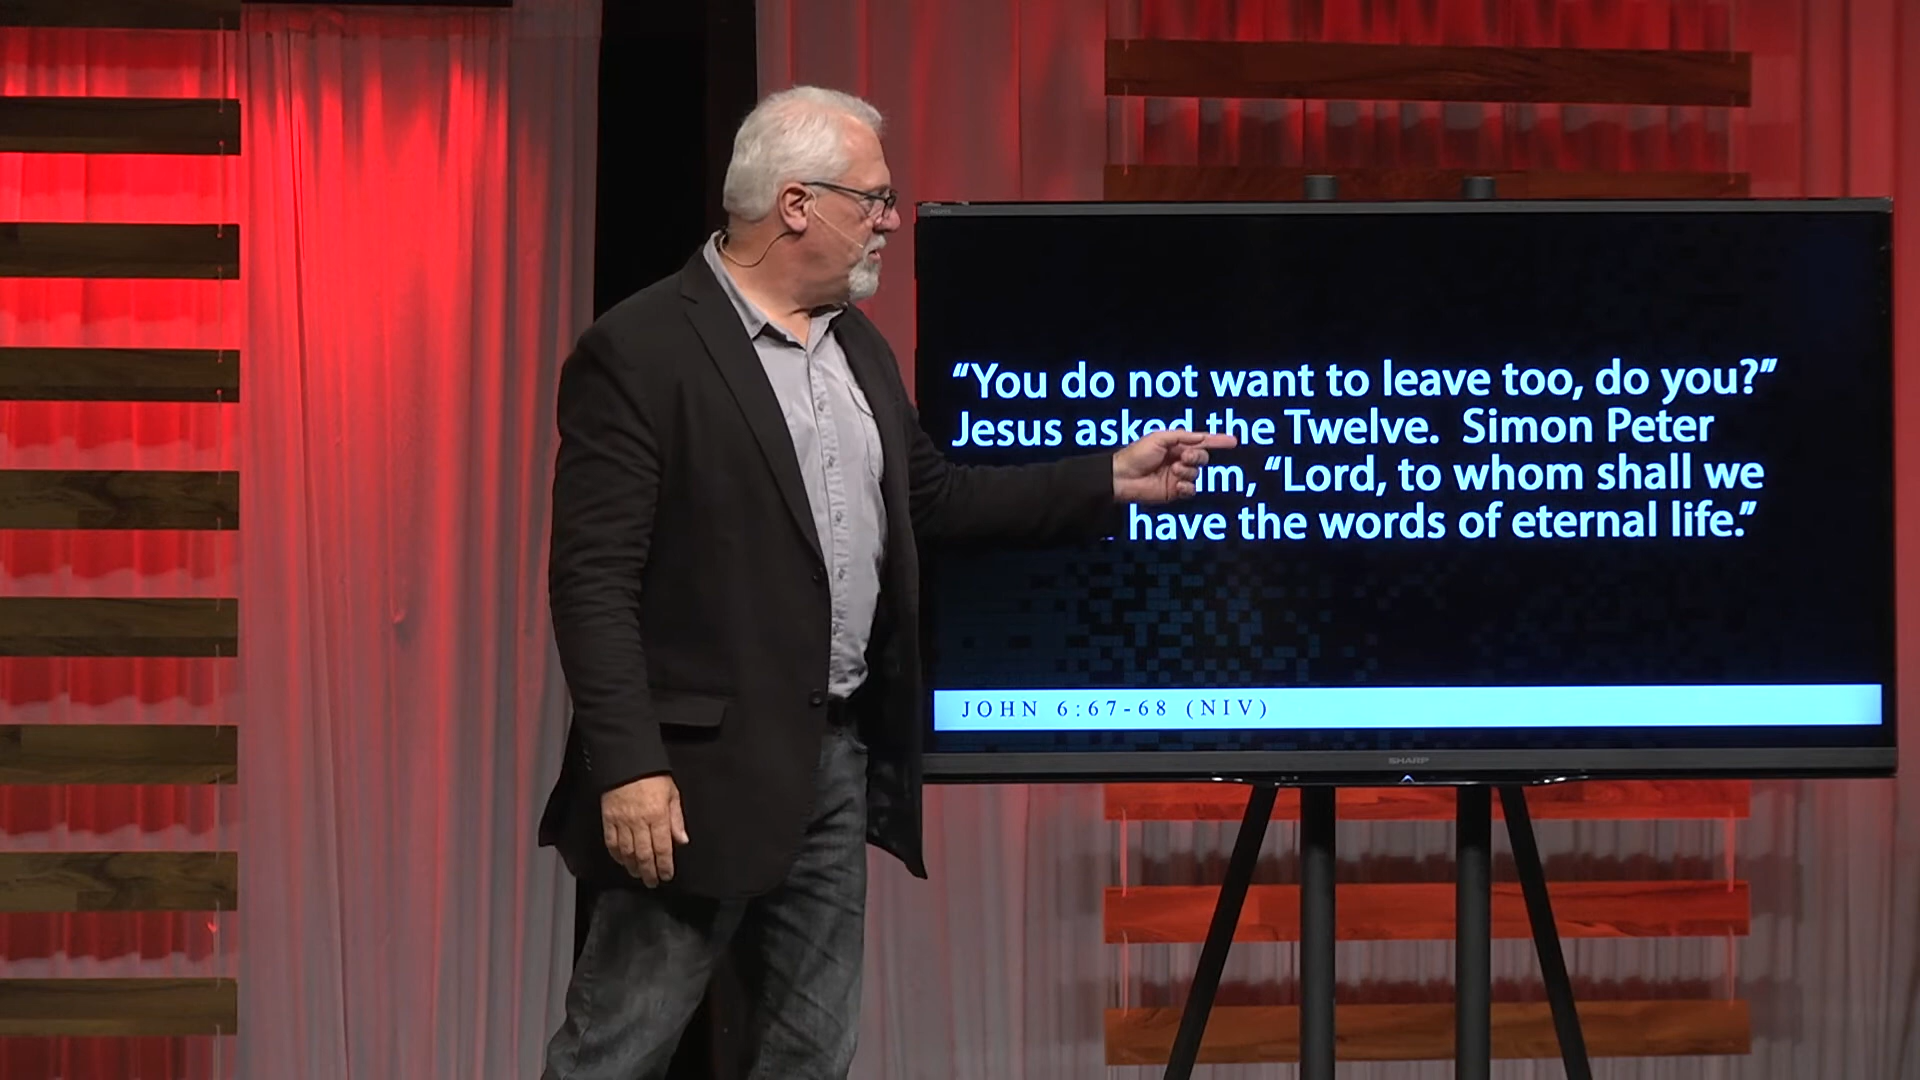 “You do not want to leave too, do you?”
Jesus asked the Twelve. Simon Peter
“Lord, to whom shall we
have the words of eternal life.”
JOHN 6:67-68 (NIV)
SHARP